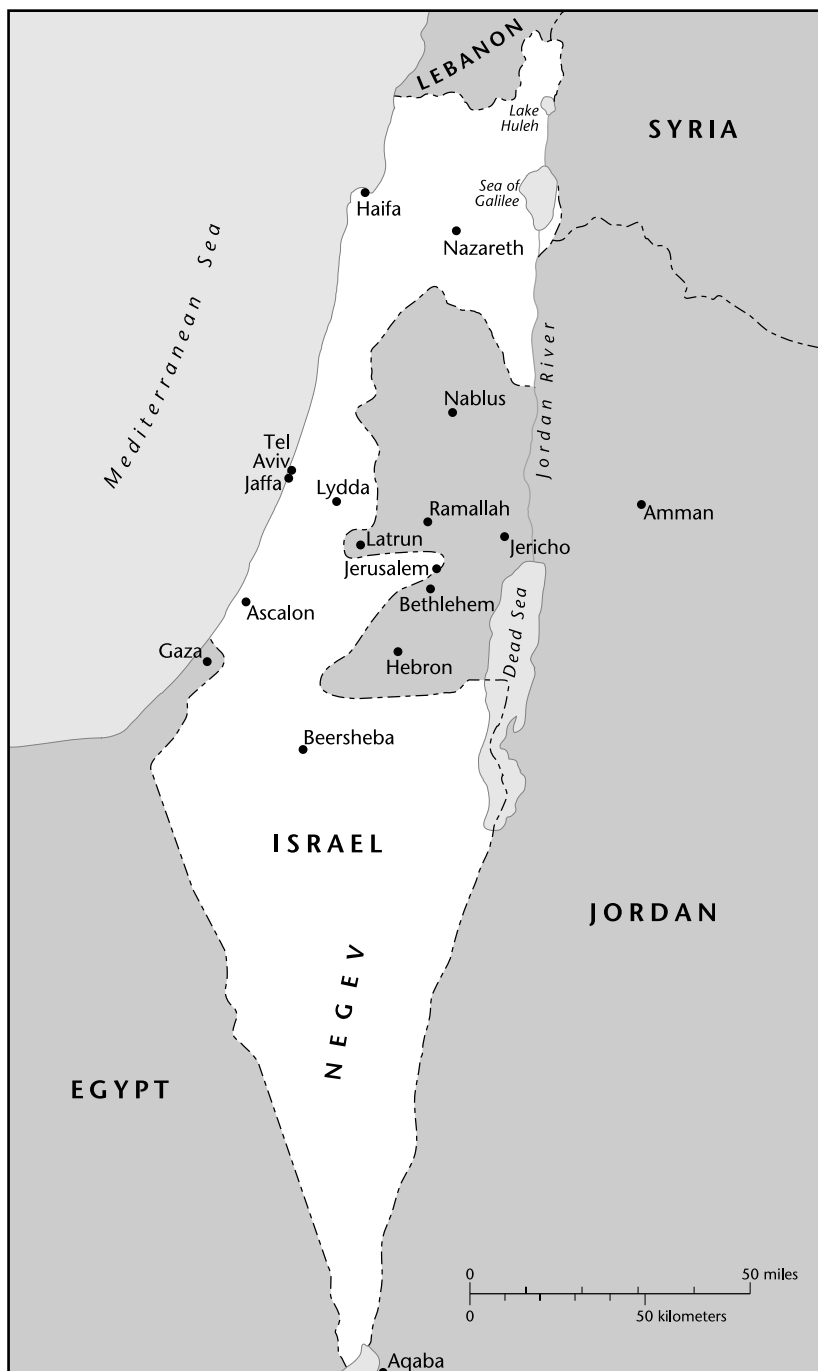 LEBANON
Lake
Huleh
SYRIA
Sea of
Galilee
Haifa
Nazareth
Mediterranean Sea
Jordan River
Nablus
Tel
Aviv
Jaffa
Lydda
Ramallah
Amman
Latrun
Jericho
Jerusalem
Bethlehem
Ascalon
Dead Sea
Gaza
Hebron
Beersheba
ISRAEL
JORDAN
NEGEV
EGYPT
0 50 miles
0 50 kilometers
Aqaba